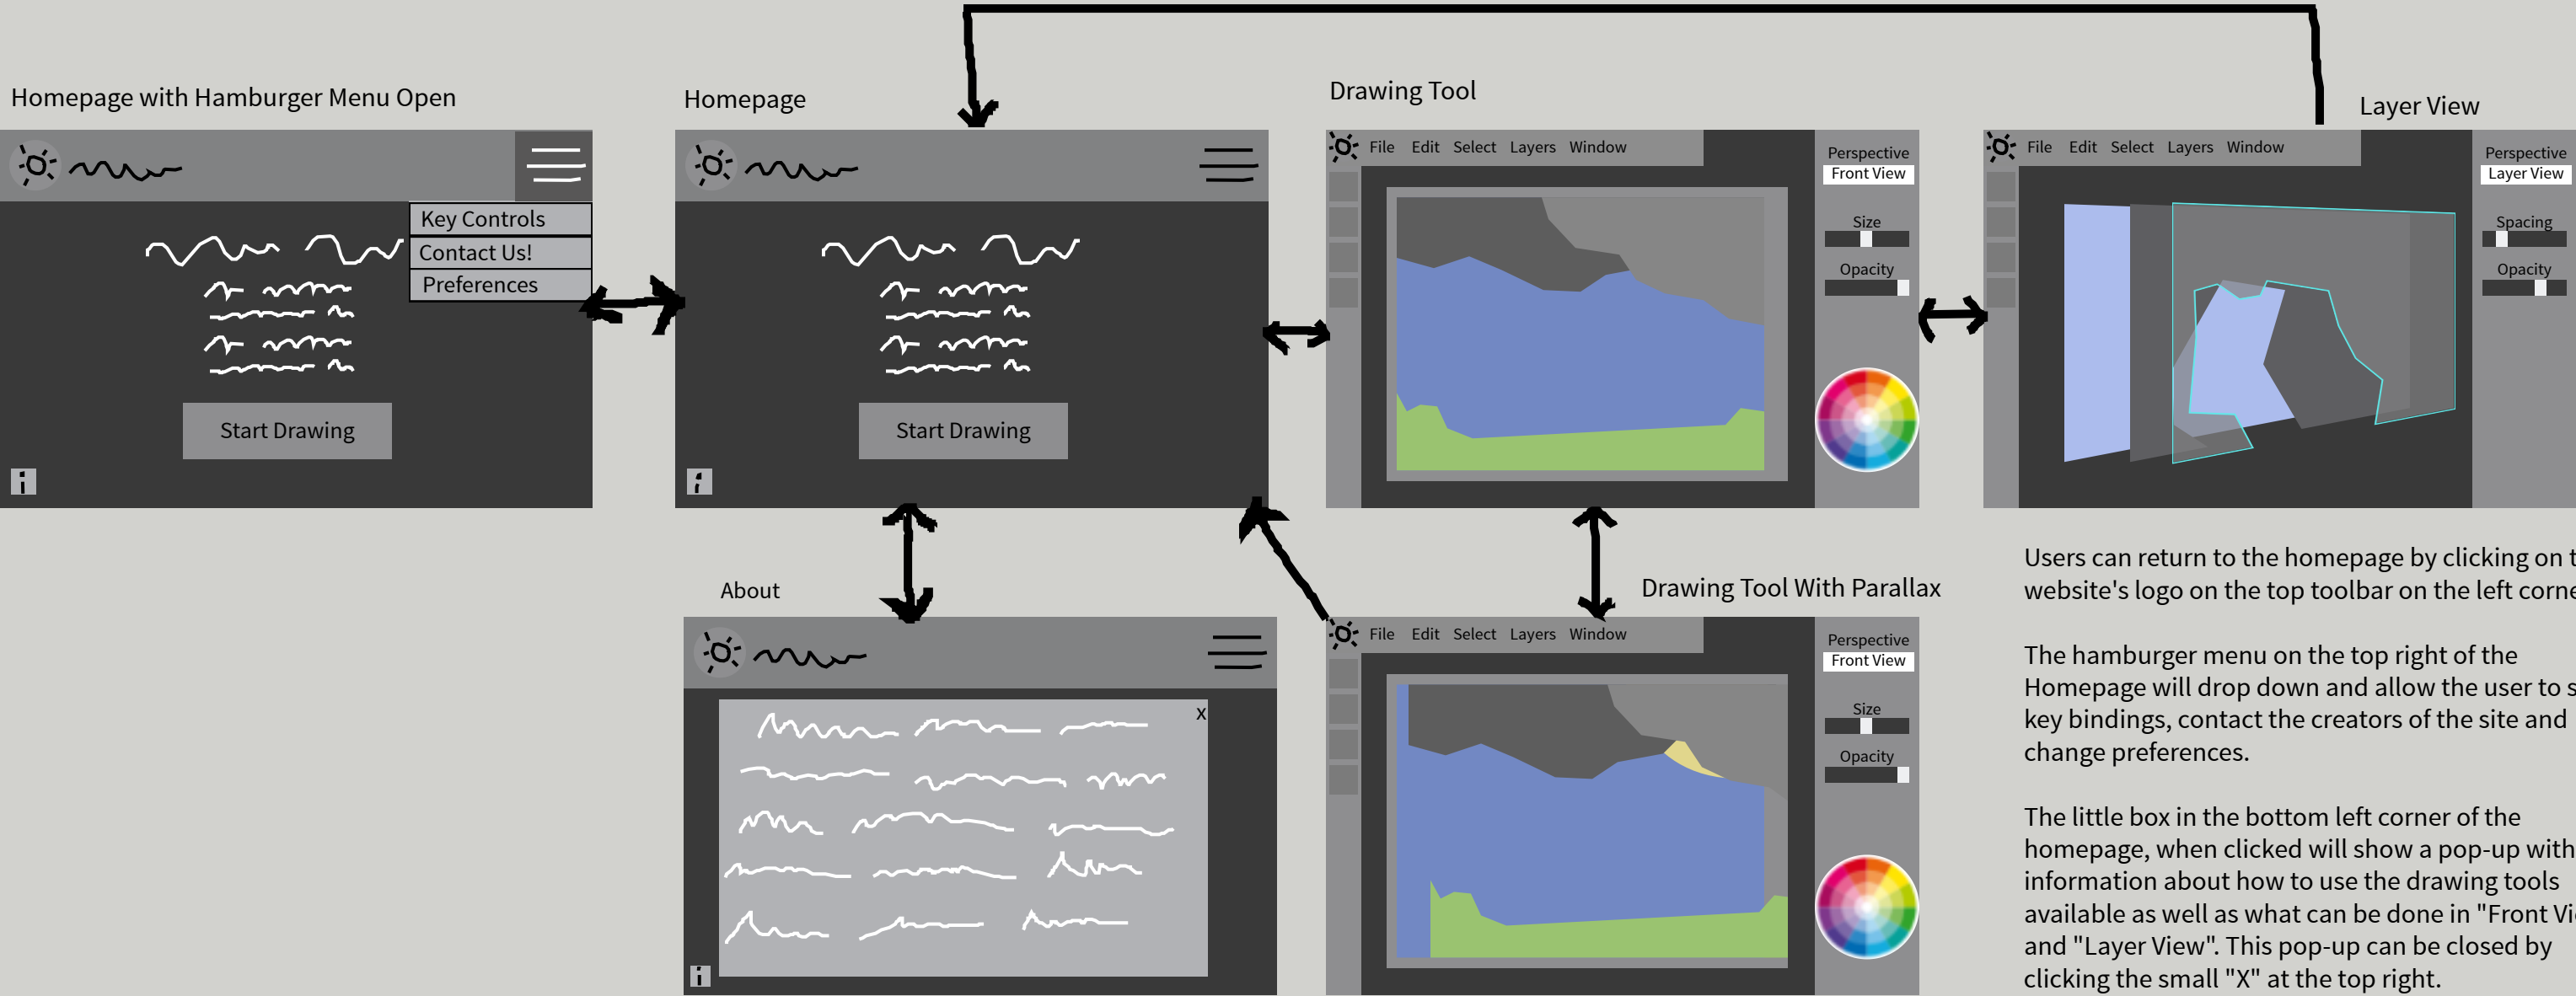 Homepage with Hamburger Menu Open
Key Controls
Contact Us!
Preferences
Start Drawing
i
Homepage
Start Drawing
i
Drawing Tool
File Edit Select Layers Window
Perspective
Front View
Size
Opacity
Layer View
File Edit Select Layers Window
Perspective
Layer View
Spacing
Opacity
About
X
i
Drawing Tool With Parallax
File Edit Select Layers Window
Perspective
Front View
Size
Opacity
Users can return to the homepage by clicking on
website's logo on the top toolbar on the left
The hamburger menu on the top right of the
Homepage will drop down and allow the user to
key bindings, contact the creators of the site and
change preferences.
The little box in the bottom left corner of the
homepage, when clicked will show a pop-up with
information about how to use the drawing tools
available as well as what can be done in "Front
and "Layer View". This pop-up can be closed by
clicking the small "X" at the top right.